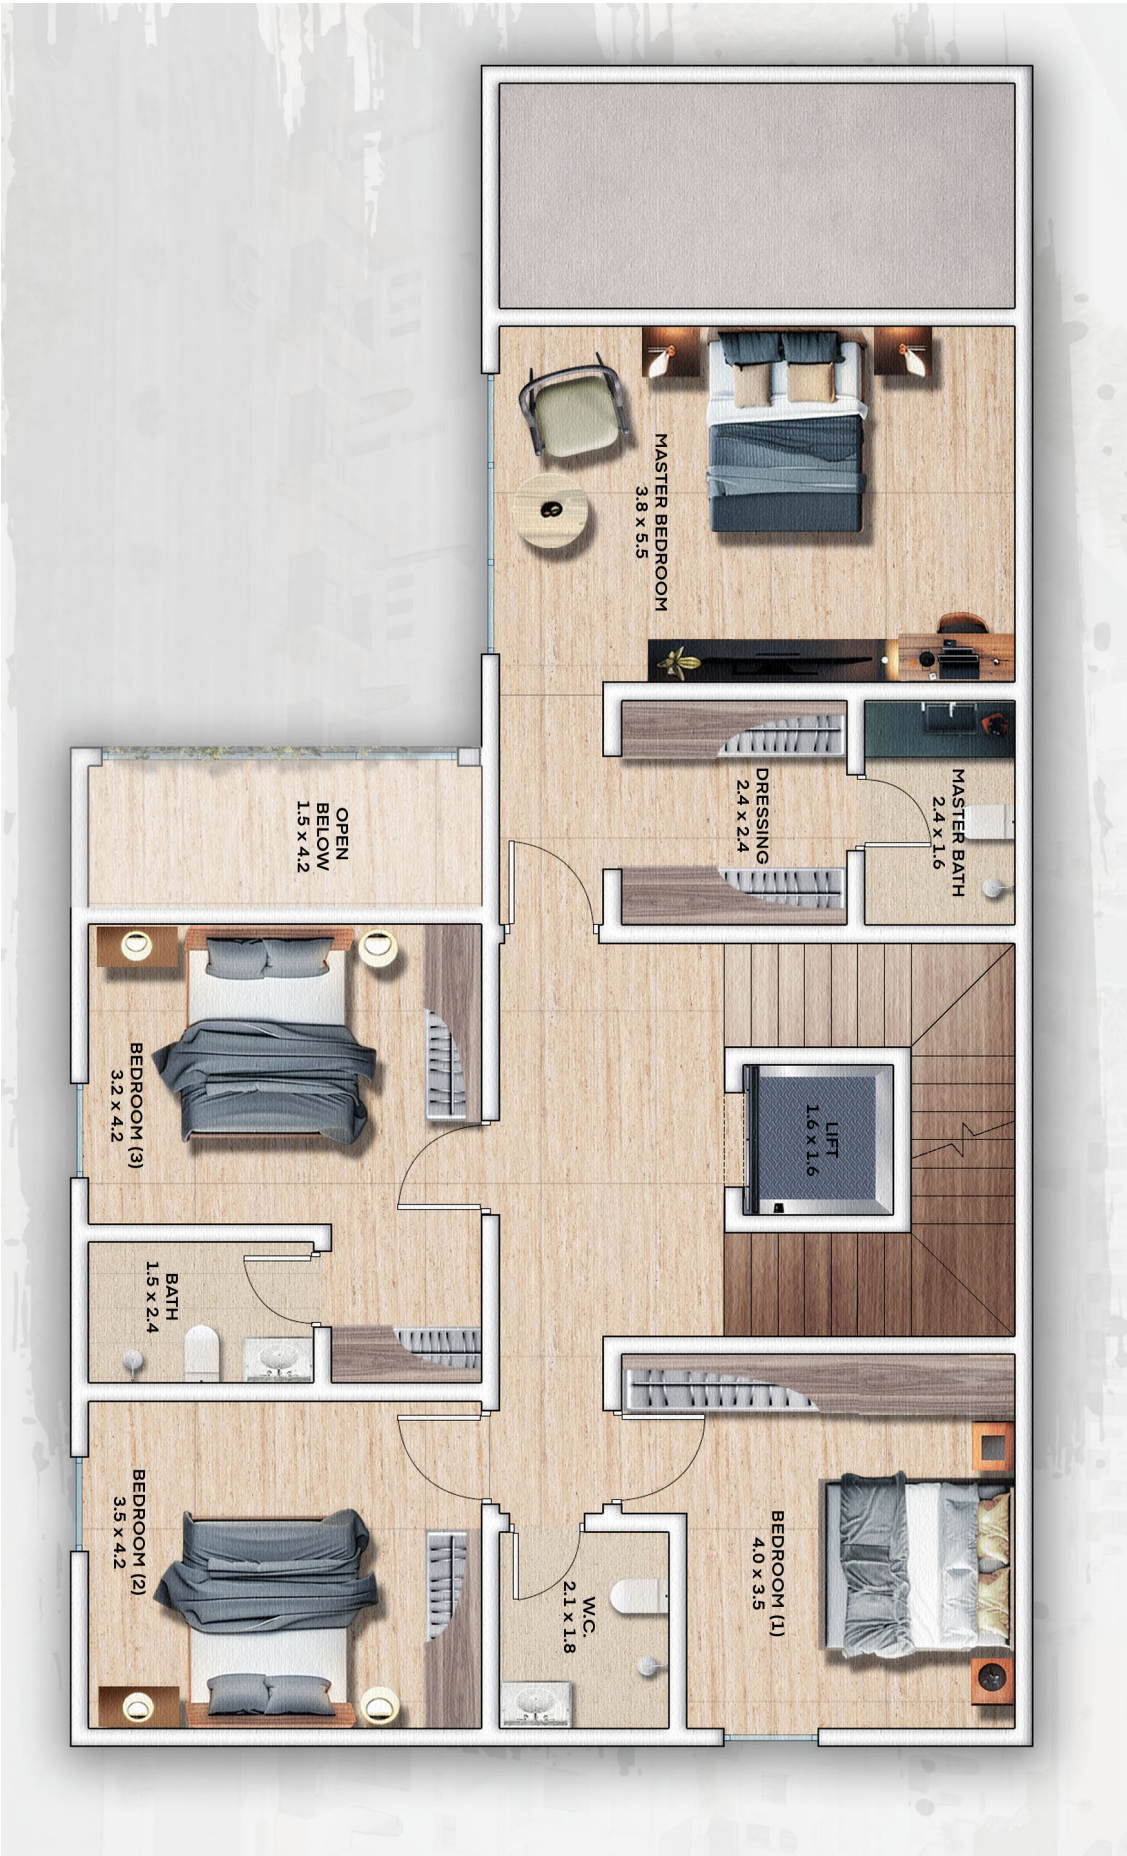 MASTER BEDROOM
3.8 x 5.5
MASTER BATH
2.4 x 1.6
DRESSING
2.4 x 2.4
OPEN
BELOW
1.5 x 4.2
LIFT
1.6 x 1.6
BEDROOM (3)
3.2 x 4.2
BATH
1.5 x 2.4
BEDROOM (2)
3.5 x 4.2
W.C.
2.1 x 1.8
BEDROOM (1)
4.0 x 3.5